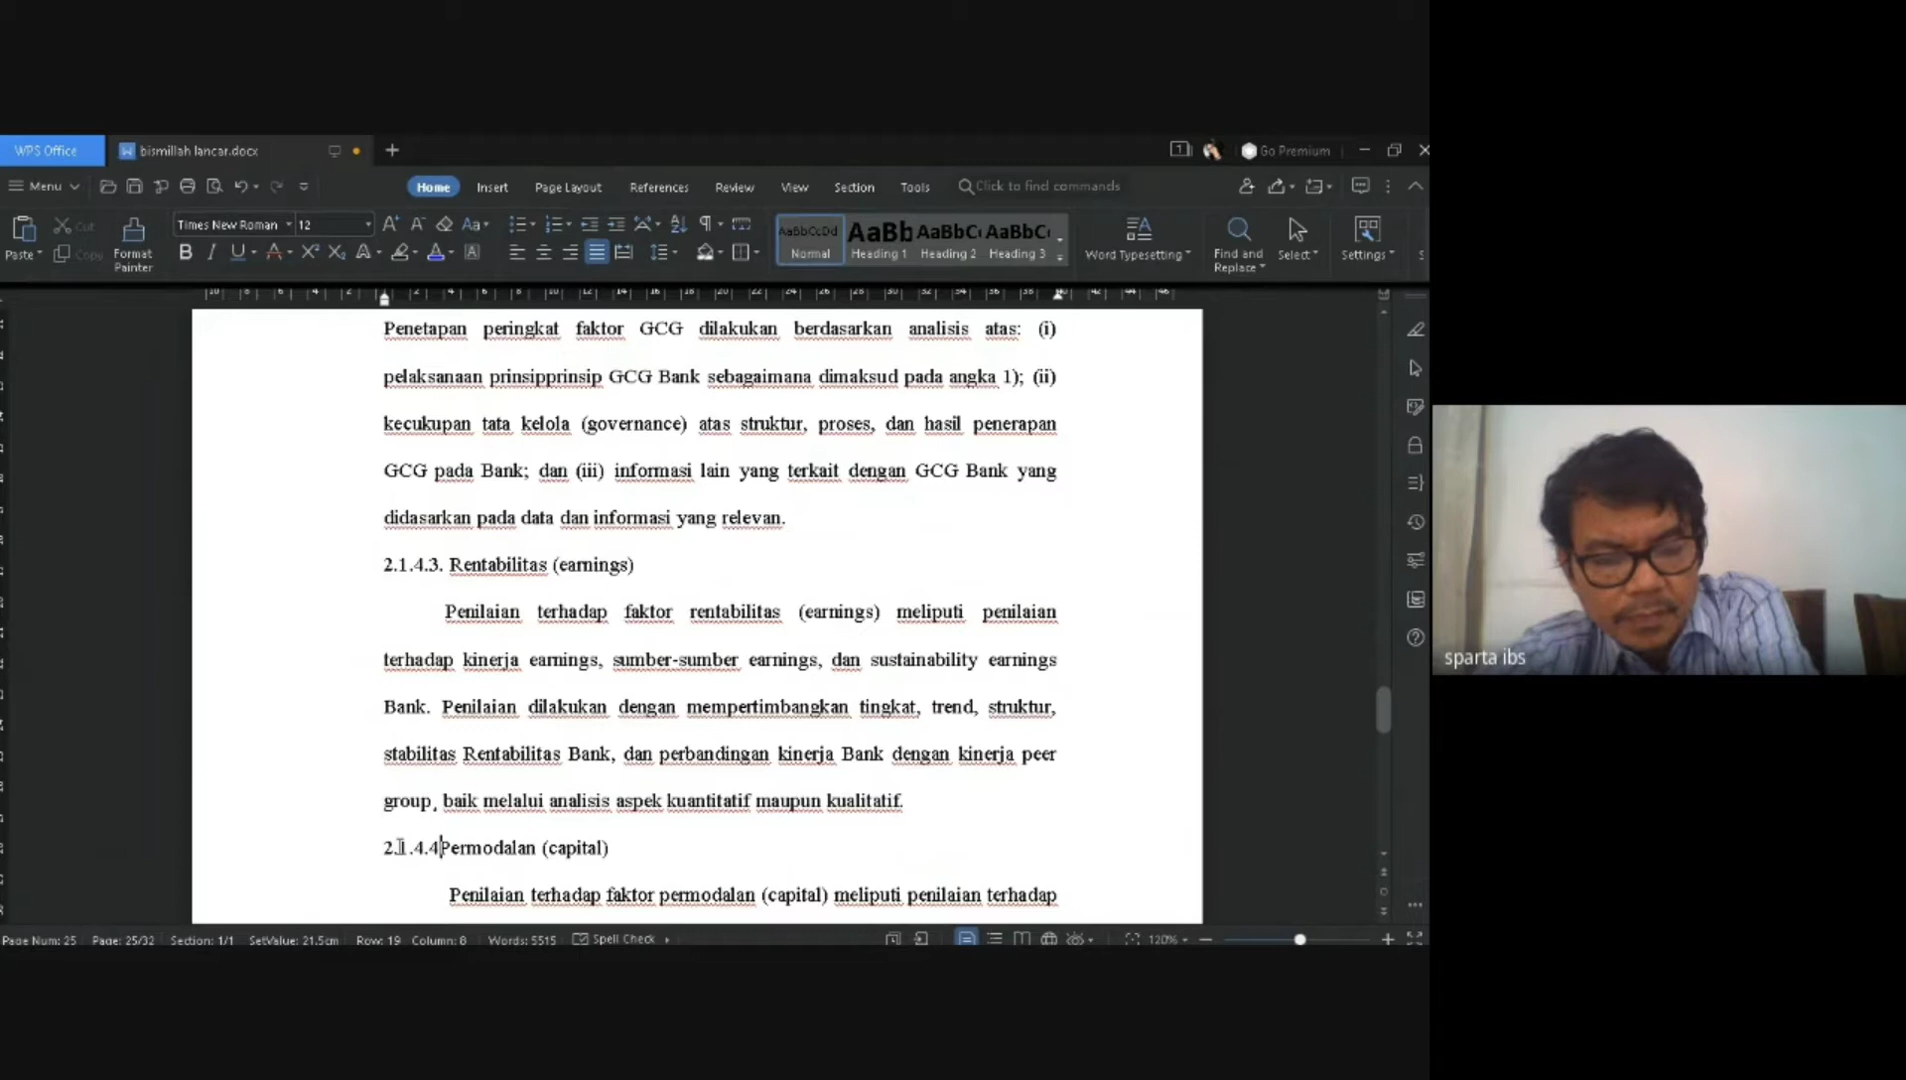 WPS Office
bismillah lancar.docx
Go Premium
Menu
Home Insert Page Layout References Review View Section Tools Click to find commands
Paste
Cut
Copy
Format Painter
Times New Roman 12
AaBbCcDd Normal
AaBb Heading 1
AaBbC Heading 2
AaBbC Heading 3
Word Typesetting
Find and Replace
Select
Settings
Penetapan peringkat faktor GCG dilakukan berdasarkan analisis atas: (i)
pelaksanaan prinsipprinsip GCG Bank sebagaimana dimaksud pada angka 1); (ii)
kecukupan tata kelola (governance) atas struktur, proses, dan hasil penerapan
GCG pada Bank; dan (iii) informasi lain yang terkait dengan GCG Bank yang
didasarkan pada data dan informasi yang relevan.
2.1.4.3. Rentabilitas (earnings)
Penilaian terhadap faktor rentabilitas (earnings) meliputi penilaian
terhadap kinerja earnings, sumber-sumber earnings, dan sustainability earnings
Bank. Penilaian dilakukan dengan mempertimbangkan tingkat, trend, struktur,
stabilitas Rentabilitas Bank, dan perbandingan kinerja Bank dengan kinerja peer
group, baik melalui analisis aspek kuantitatif maupun kualitatif.
2.1.4.4Permodalan (capital)
Penilaian terhadap faktor permodalan (capital) meliputi penilaian terhadap
Page Num: 25 Page: 25/32 Section: 1/1 SetValue: 21.5cm Row: 19 Column: 8 Words: 5515 Spell Check 120%
sparta ibs